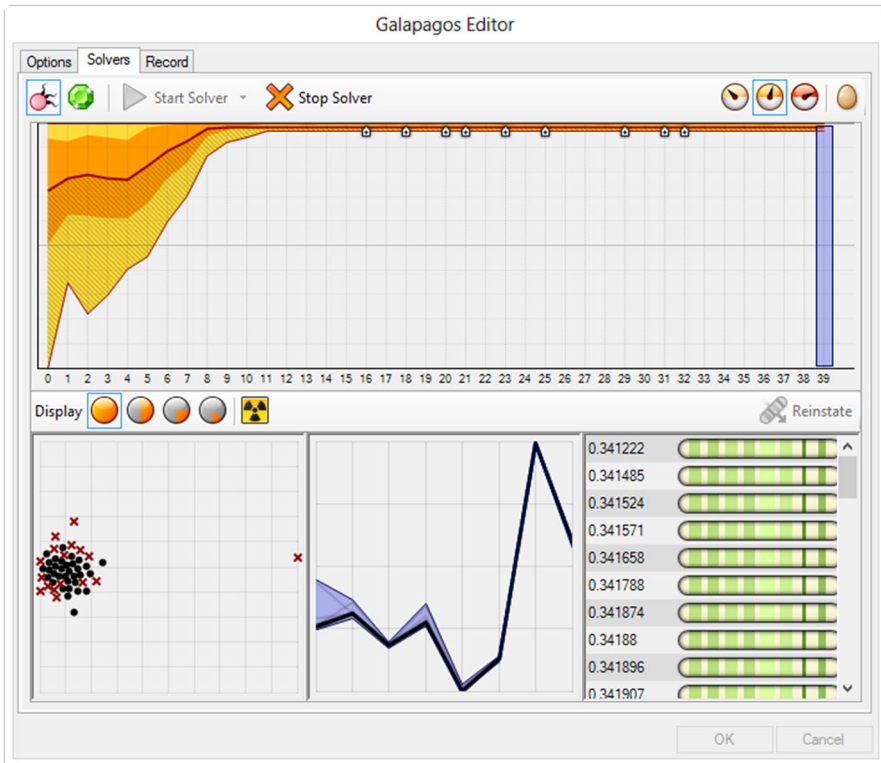 Galapagos Editor
Options Solvers Record
Start Solver Stop Solver
0 1 2 3 4 5 6 7 8 9 10 11 12 13 14 15 16 17 18 19 20 21 22 23 24 25 26 27 28 29 30 31 32 33 34 35 36 37 38 39
Display Reinstate
0.341222
0.341485
0.341524
0.341571
0.341658
0.341788
0.341874
0.34188
0.341896
0.341907
OK Cancel